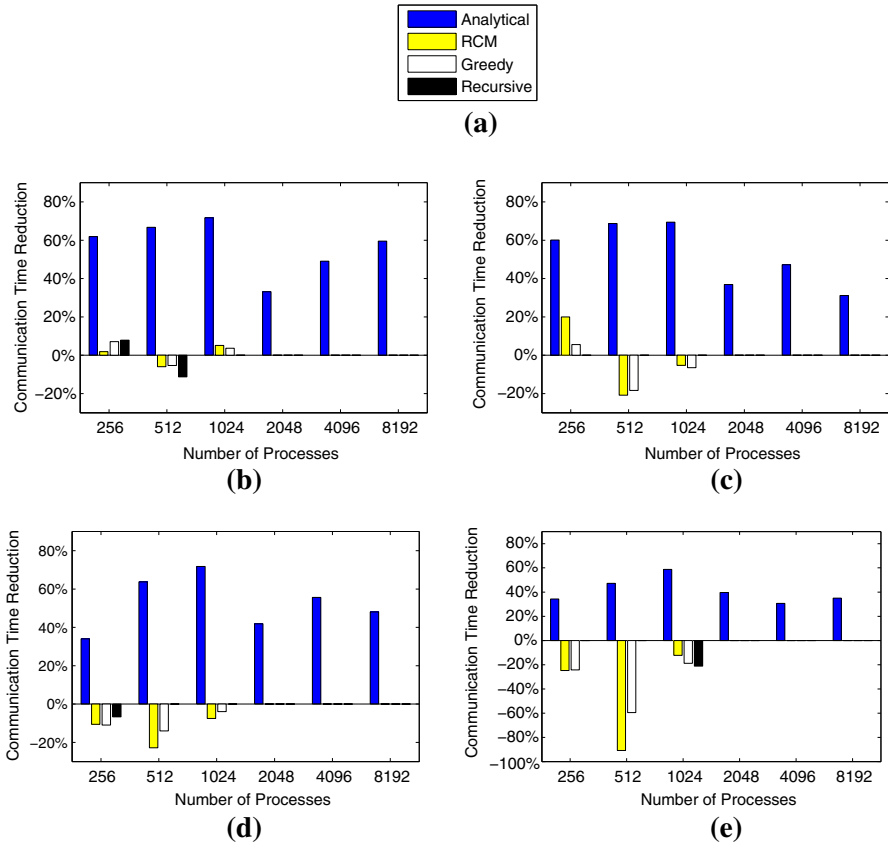 Analytical
RCM
Greedy
Recursive
(a)
Communication Time Reduction
80%
60%
40%
20%
0%
−20%
256 512 1024 2048 4096 8192
Number of Processes
(b)
Communication Time Reduction
80%
60%
40%
20%
0%
−20%
256 512 1024 2048 4096 8192
Number of Processes
(c)
Communication Time Reduction
80%
60%
40%
20%
0%
−20%
256 512 1024 2048 4096 8192
Number of Processes
(d)
Communication Time Reduction
80%
60%
40%
20%
0%
−20%
−40%
−60%
−80%
−100%
256 512 1024 2048 4096 8192
Number of Processes
(e)